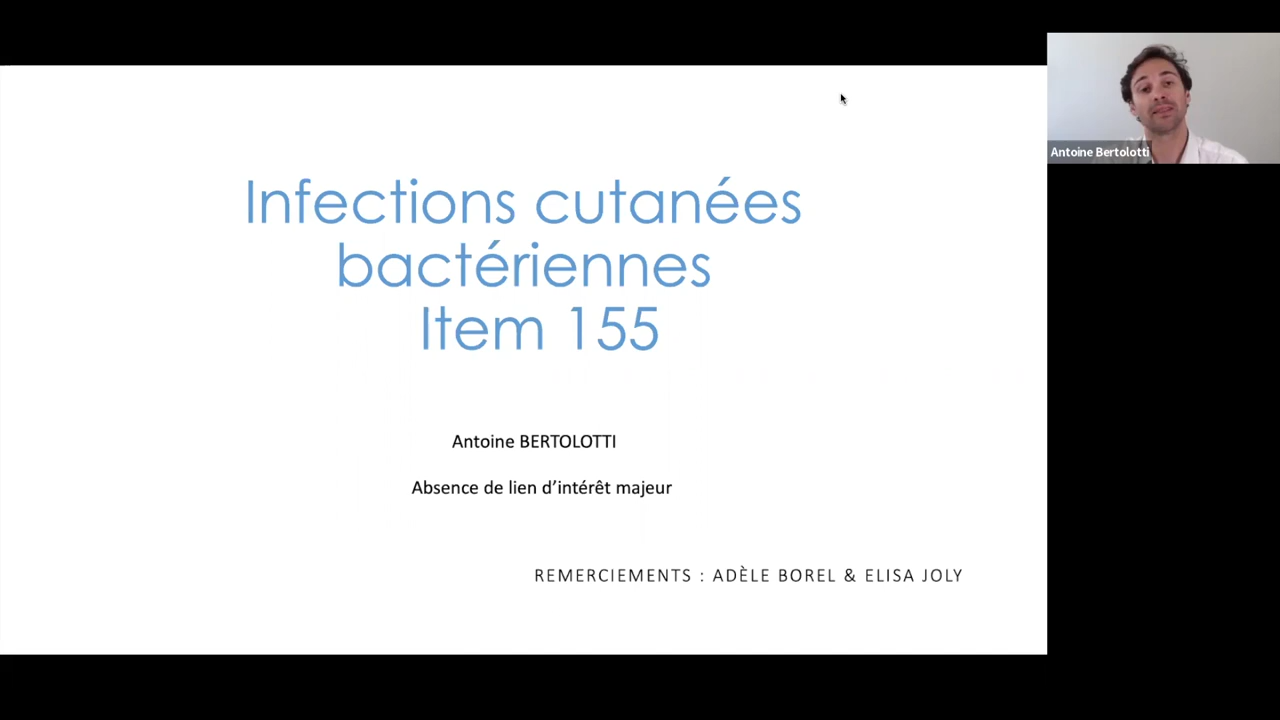 Infections cutanées
bactériennes
Item 155
Antoine BERTOLOTTI
Absence de lien d’intérêt majeur
REMERCIEMENTS : ADÈLE BOREL & ELISA JOLY
Antoine Bertolotti